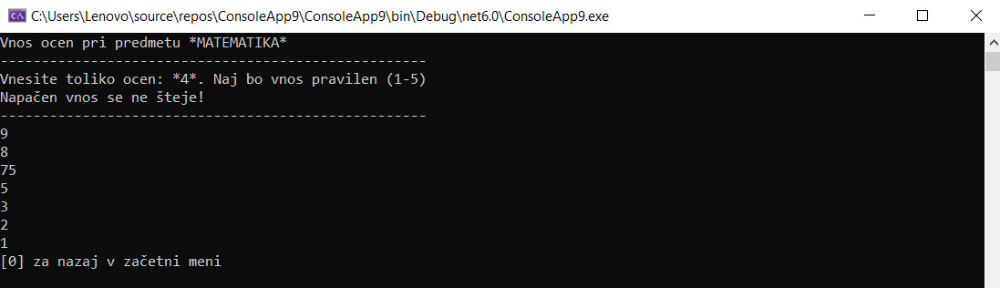 C:\Users\Lenovo\source\repos\ConsoleApp9\ConsoleApp9\bin\Debug\net6.0\ConsoleApp9.exe
Vnos ocen pri predmetu *MATEMATIKA*
----------------------------------------------------
Vnesite toliko ocen: *4*. Naj bo vnos pravilen (1-5)
Napačen vnos se ne šteje!
----------------------------------------------------
9
8
75
5
3
2
1
[0] za nazaj v začetni meni